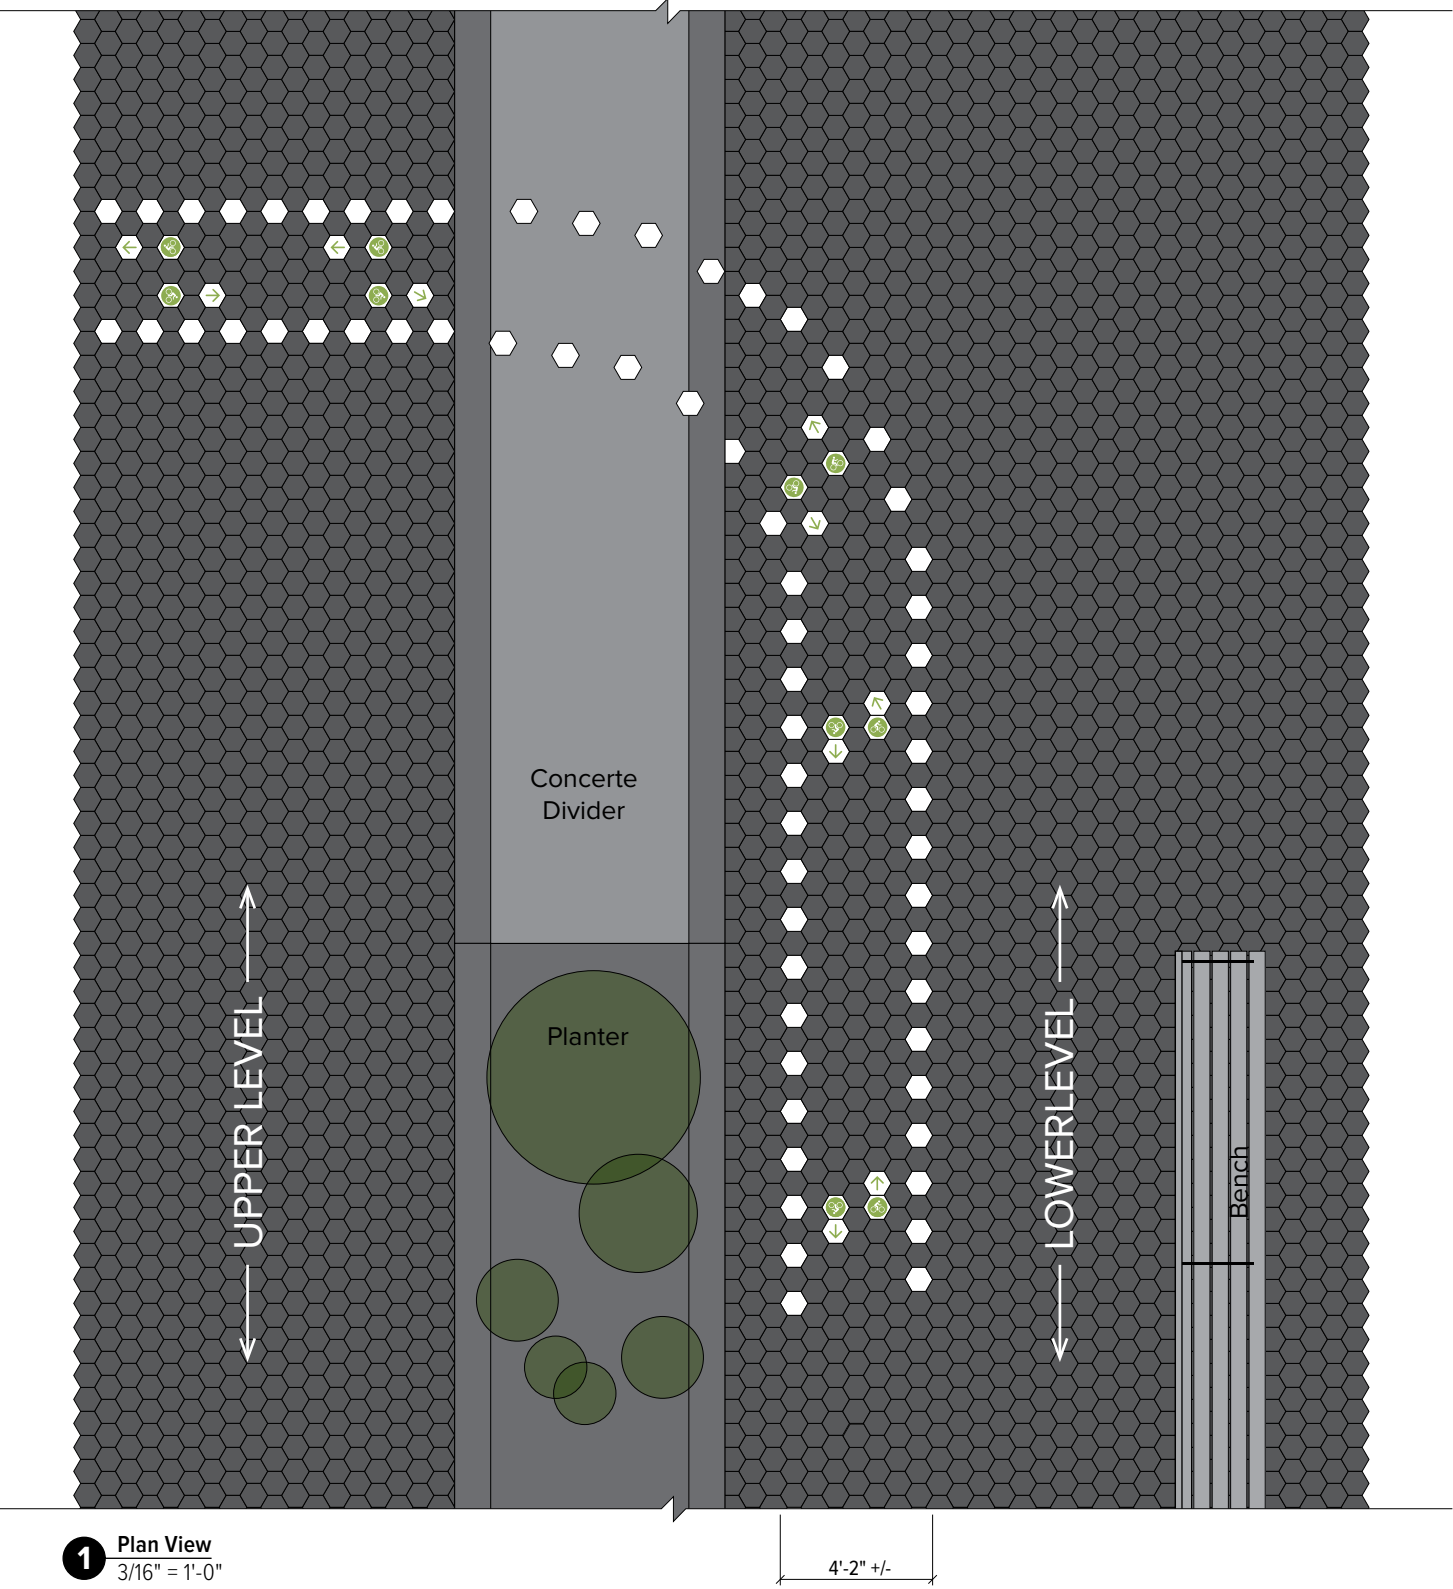 Concerte
Divider
Planter
UPPER LEVEL
LOWERLEVEL
Bench
1
Plan View
3/16" = 1'-0"
4'-2" +/-